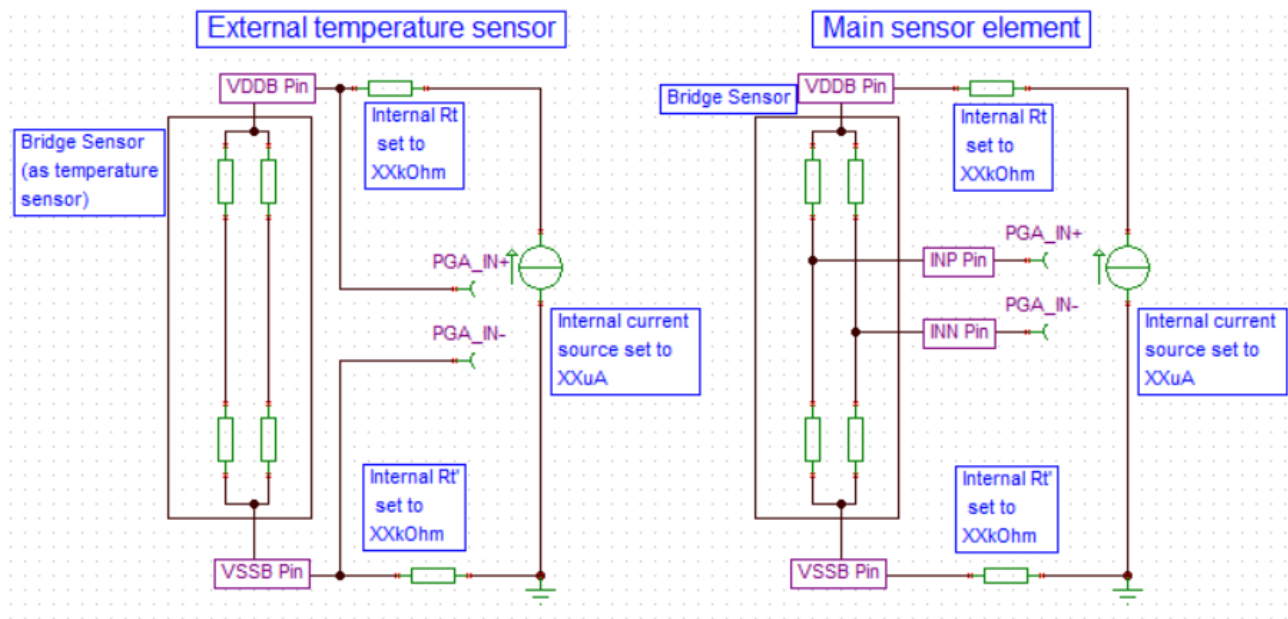 External temperature sensor
VDDB Pin
Internal Rt
set to
XXkOhm
Bridge Sensor
(as temperature
sensor)
PGA_IN+
PGA_IN-
Internal current
source set to
XXuA
Internal Rt'
set to
XXkOhm
VSSB Pin
Main sensor element
VDDB Pin
Bridge Sensor
Internal Rt
set to
XXkOhm
PGA_IN+
INP Pin
PGA_IN-
INN Pin
Internal current
source set to
XXuA
Internal Rt'
set to
XXkOhm
VSSB Pin